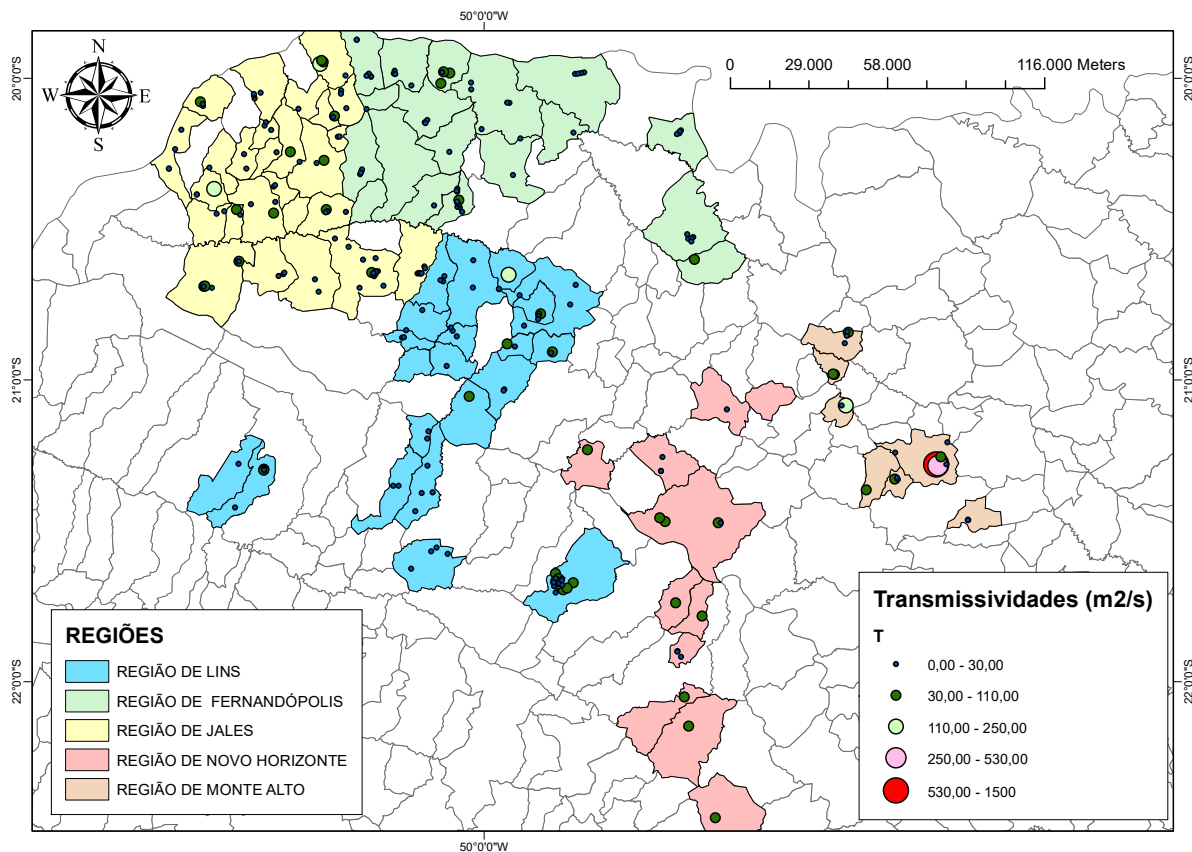 50°0'0"W
N
W
E
S
0 29.000 58.000 116.000 Meters
20°0'0"S
20°0'0"S
21°0'0"S
21°0'0"S
22°0'0"S
22°0'0"S
REGIÕES
REGIÃO DE LINS
REGIÃO DE FERNANDÓPOLIS
REGIÃO DE JALES
REGIÃO DE NOVO HORIZONTE
REGIÃO DE MONTE ALTO
Transmissividades (m2/s)
T
0,00 - 30,00
30,00 - 110,00
110,00 - 250,00
250,00 - 530,00
530,00 - 1500
50°0'0"W